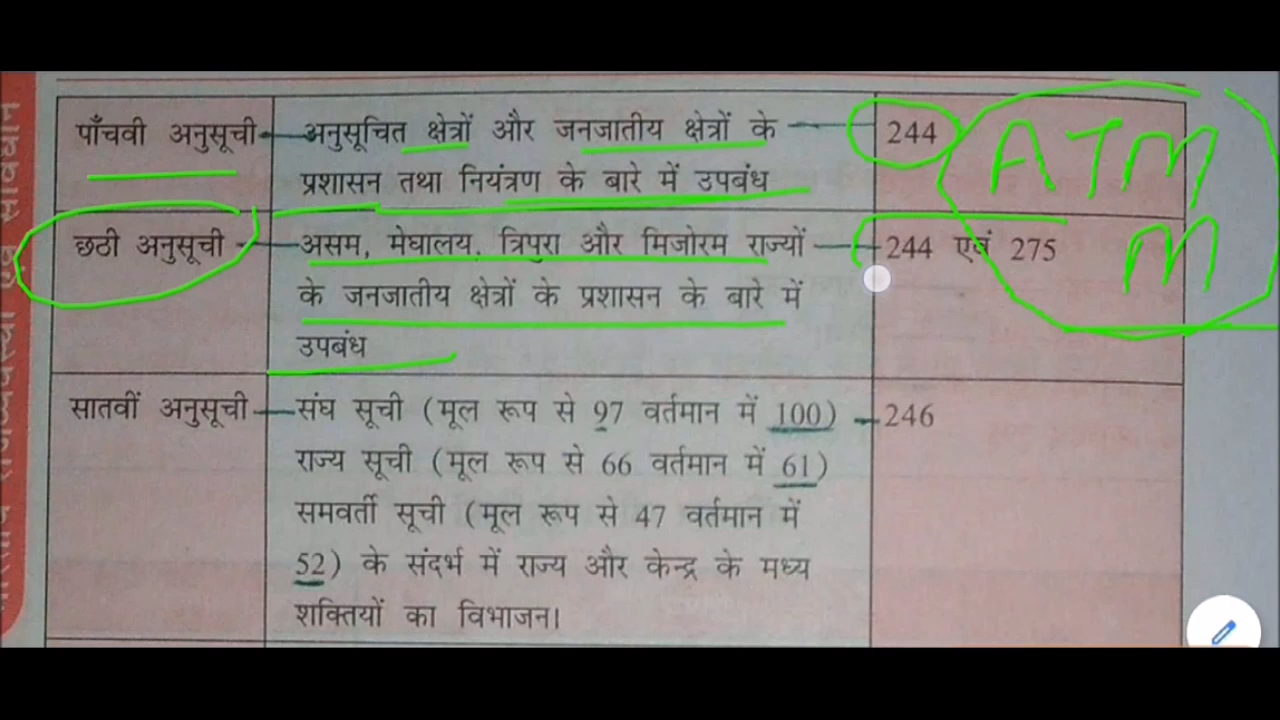 पाँचवी अनुसूची
अनुसूचित क्षेत्रों और जनजातीय क्षेत्रों के
प्रशासन तथा नियंत्रण के बारे में उपबंध
244
ATM
M
छठी अनुसूची
असम, मेघालय. त्रिपुरा और मिजोरम राज्यों
के जनजातीय क्षेत्रों के प्रशासन के बारे में
उपबंध
244 एवं 275
सातवीं अनुसूची
संघ सूची (मूल रूप से 97 वर्तमान में 100)
राज्य सूची (मूल रूप से 66 वर्तमान में 61)
समवर्ती सूची (मूल रूप से 47 वर्तमान में
52) के संदर्भ में राज्य और केन्द्र के मध्य
शक्तियों का विभाजन।
246